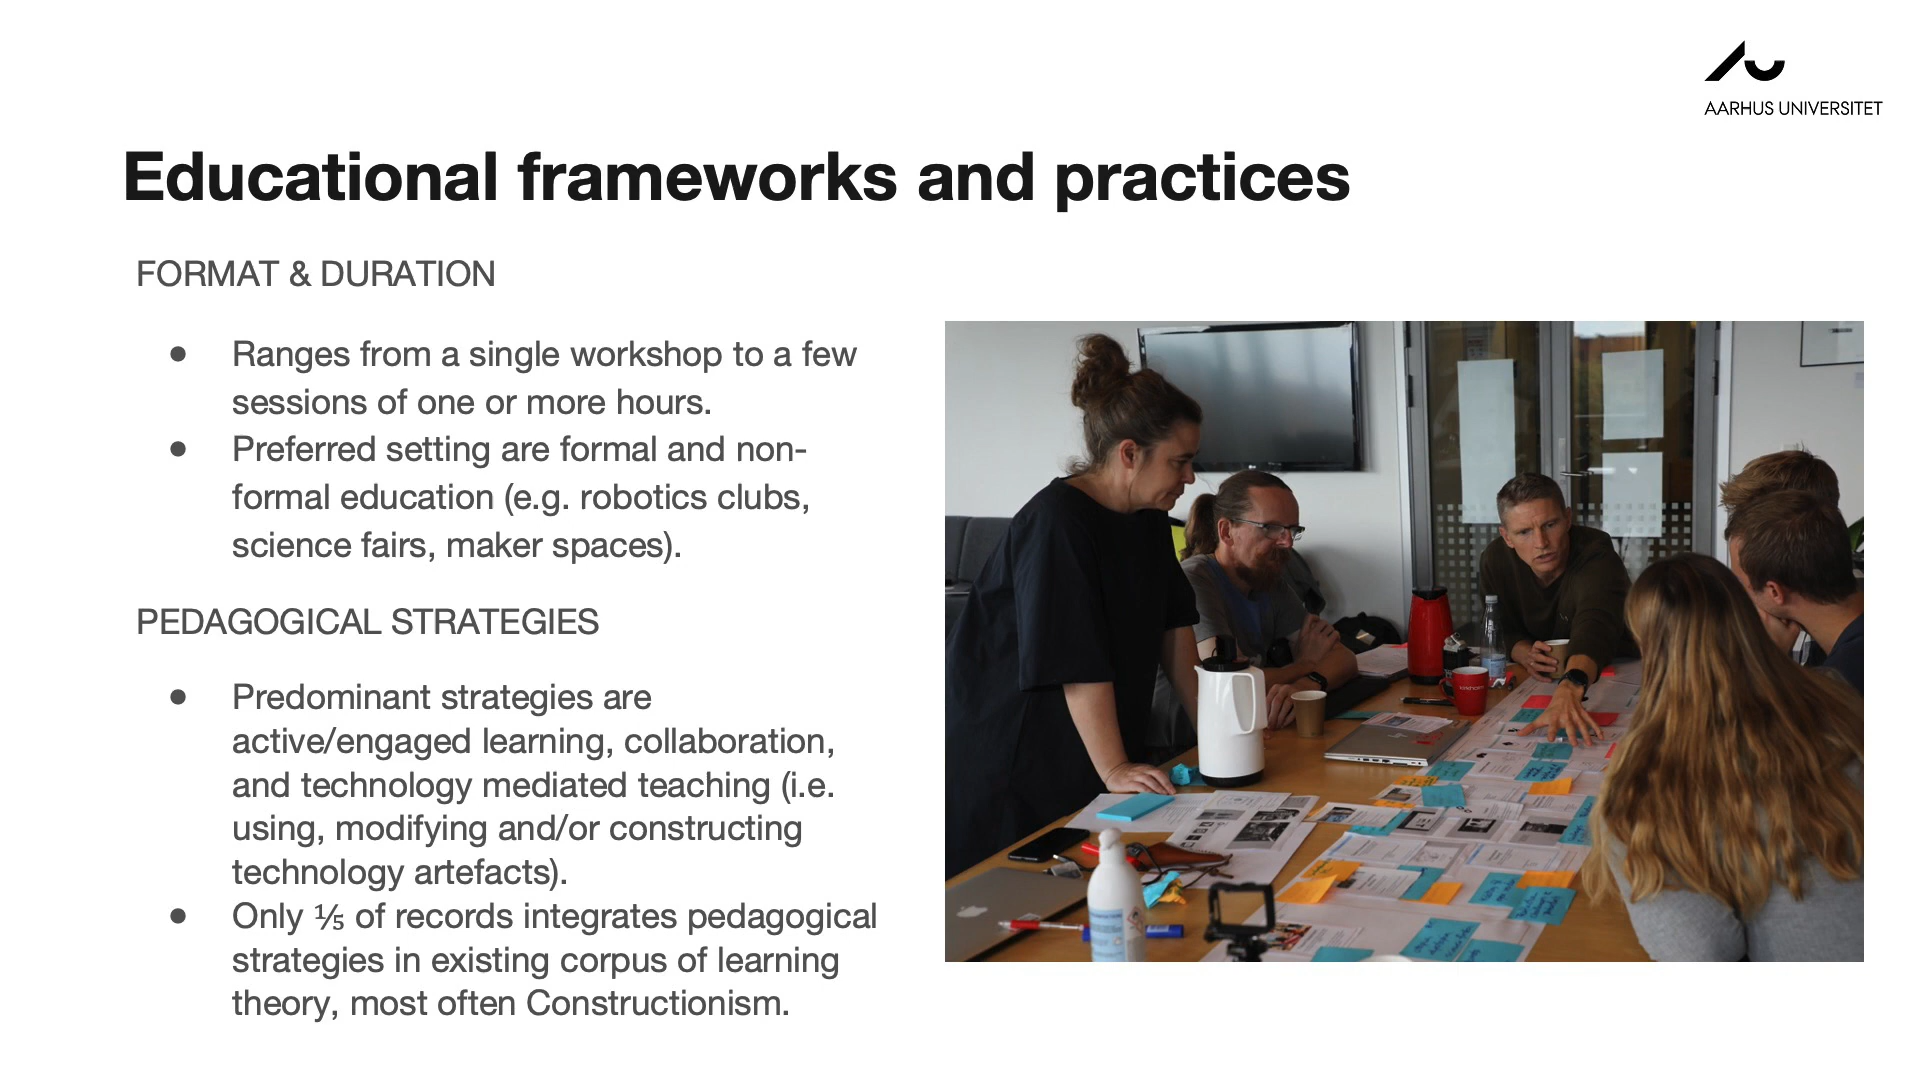 AARHUS UNIVERSITET
Educational frameworks and practices
FORMAT & DURATION
● Ranges from a single workshop to a few
sessions of one or more hours.
● Preferred setting are formal and non-
formal education (e.g. robotics clubs,
science fairs, maker spaces).
PEDAGOGICAL STRATEGIES
● Predominant strategies are
active/engaged learning, collaboration,
and technology mediated teaching (i.e.
using, modifying and/or constructing
technology artefacts).
● Only ⅕ of records integrates pedagogical
strategies in existing corpus of learning
theory, most often Constructionism.